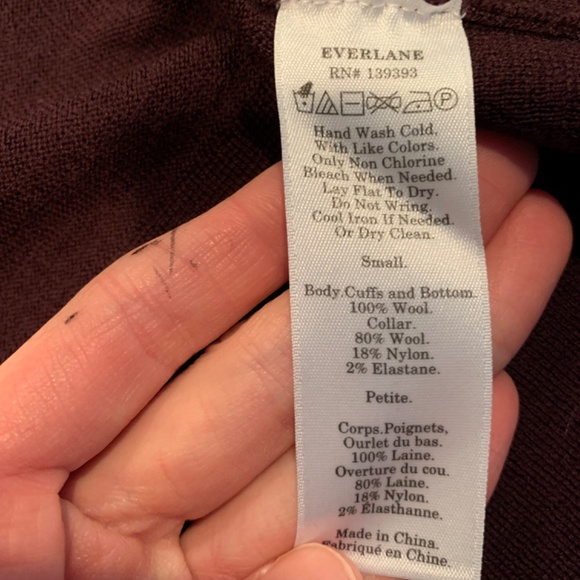 EVERLANE
RN# 139393
Hand Wash Cold.
With Like Colors.
Only Non Chlorine
Bleach When Needed.
Lay Flat To Dry.
Do Not Wring.
Cool Iron If Needed.
Or Dry Clean.
Small.
Body.Cuffs and Bottom.
100% Wool.
Collar.
80% Wool.
18% Nylon.
2% Elastane.
Petite.
Corps.Poignets,
Ourlet du bas.
100% Laine.
Overture du cou.
80% Laine.
18% Nylon.
2% Élasthanne.
Made in China.
Fabriqué en Chine.